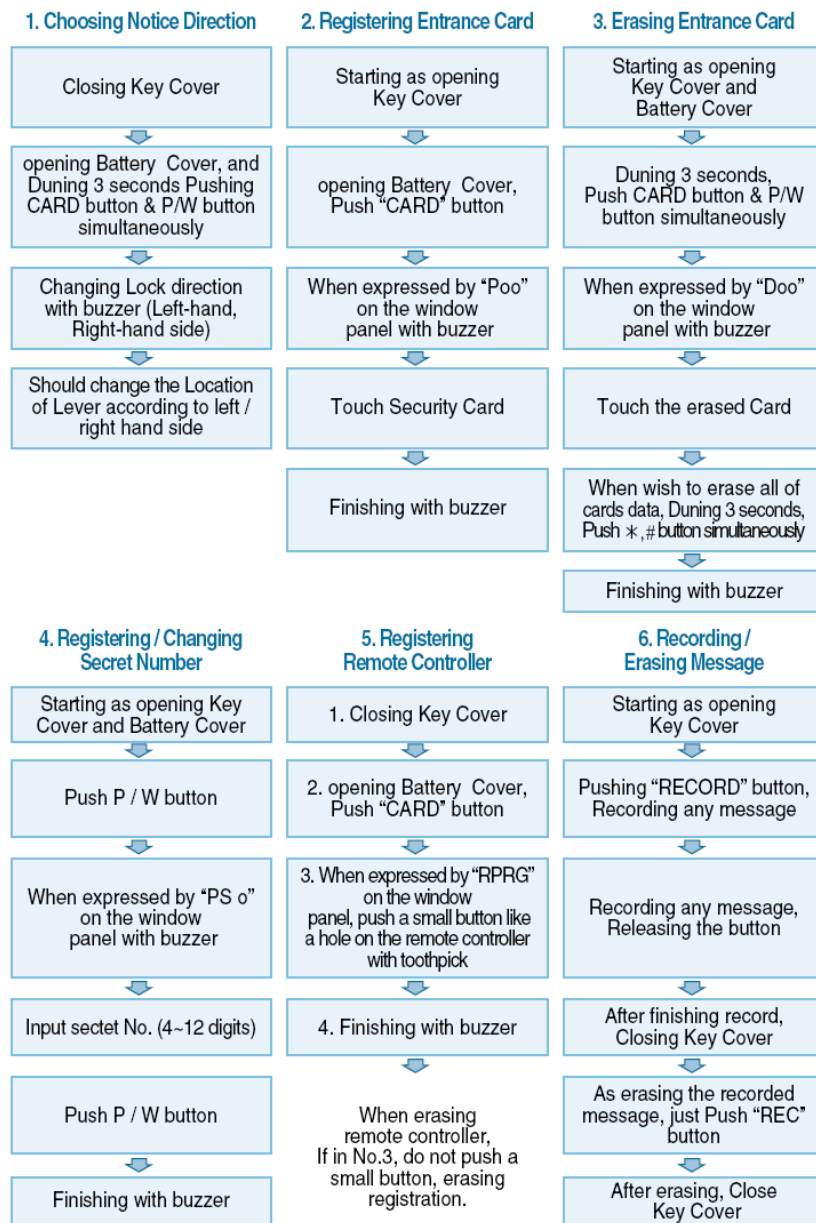 1. Choosing Notice Direction
Closing Key Cover
opening Battery Cover, and
Duning 3 seconds Pushing
CARD button & P/W button
simultaneously
Changing Lock direction
with buzzer (Left-hand,
Right-hand side)
Should change the Location
of Lever according to left /
right hand side
2. Registering Entrance Card
Starting as opening
Key Cover
opening Battery Cover,
Push “CARD” button
When expressed by “Poo”
on the window
panel with buzzer
Touch Security Card
Finishing with buzzer
3. Erasing Entrance Card
Starting as opening
Key Cover and
Battery Cover
Duning 3 seconds,
Push CARD button & P/W
button simultaneously
When expressed by “Doo”
on the window
panel with buzzer
Touch the erased Card
When wish to erase all of
cards data, Duning 3 seconds,
Push *,# button simultaneously
Finishing with buzzer
4. Registering / Changing
Secret Number
Starting as opening Key
Cover and Battery Cover
Push P / W button
When expressed by “PS o”
on the window
panel with buzzer
Input sectet No. (4~12 digits)
Push P / W button
Finishing with buzzer
5. Registering
Remote Controller
1. Closing Key Cover
2. opening Battery Cover,
Push “CARD” button
3. When expressed by “RPRG”
on the window
panel, push a small button like
a hole on the remote controller
with toothpick
4. Finishing with buzzer
When erasing
remote controller,
If in No.3, do not push a
small button, erasing
registration.
6. Recording /
Erasing Message
Starting as opening
Key Cover
Pushing “RECORD” button,
Recording any message
Recording any message,
Releasing the button
After finishing record,
Closing Key Cover
As erasing the recorded
message, just Push “REC”
button
After erasing, Close
Key Cover